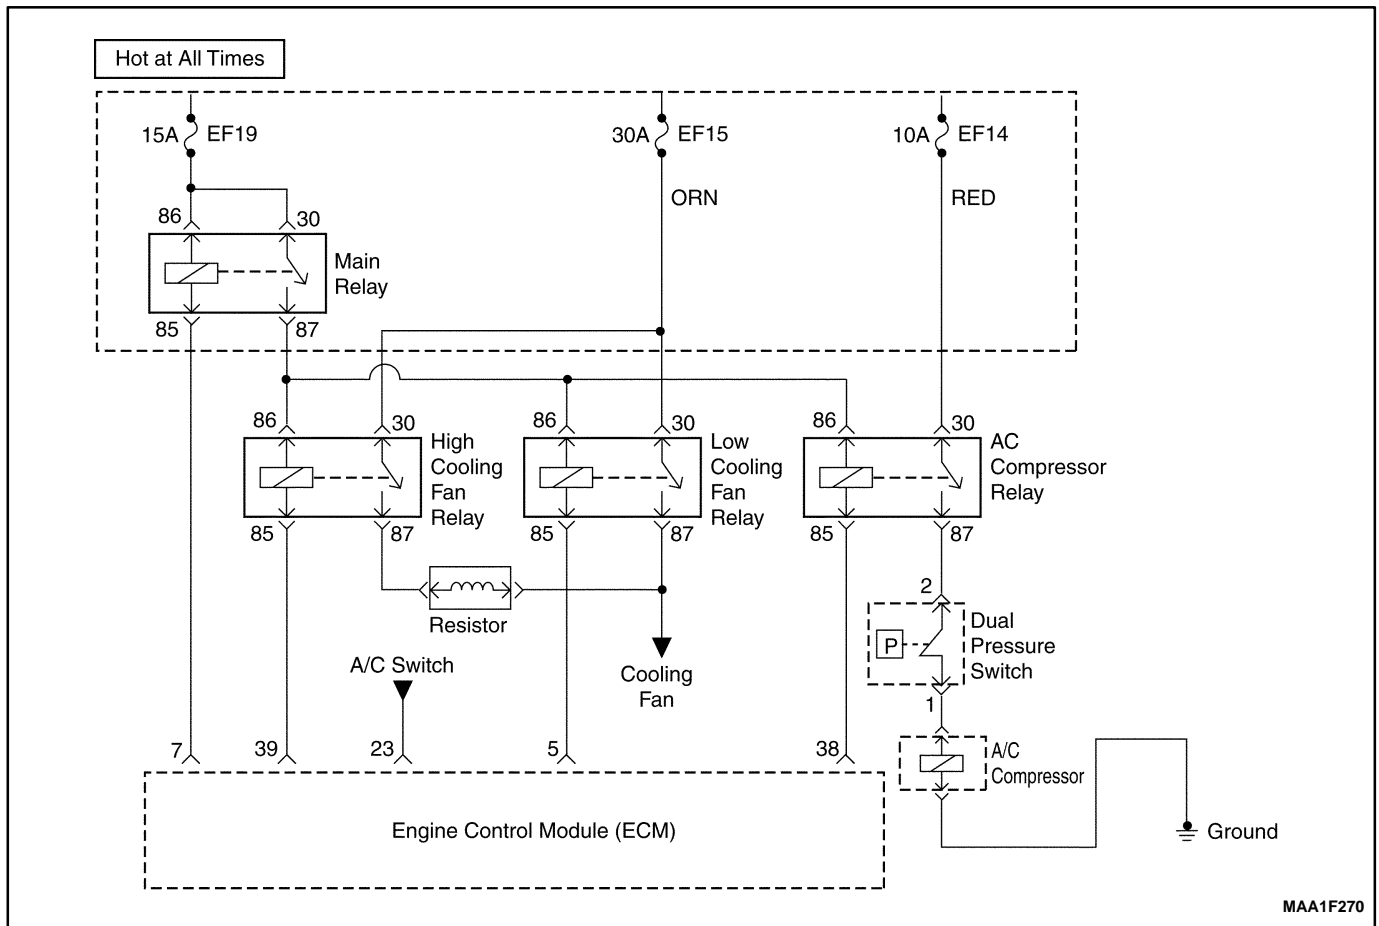 Hot at All Times
15A EF19
30A EF15
10A EF14
ORN
RED
86 30
Main
Relay
85 87
86 30
High
Cooling
Fan
Relay
85 87
86 30
Low
Cooling
Fan
Relay
85 87
86 30
AC
Compressor
Relay
85 87
Resistor
A/C Switch
Cooling
Fan
2
P
Dual
Pressure
Switch
1
7 39 23 5 38
A/C
Compressor
Engine Control Module (ECM)
Ground
MAA1F270